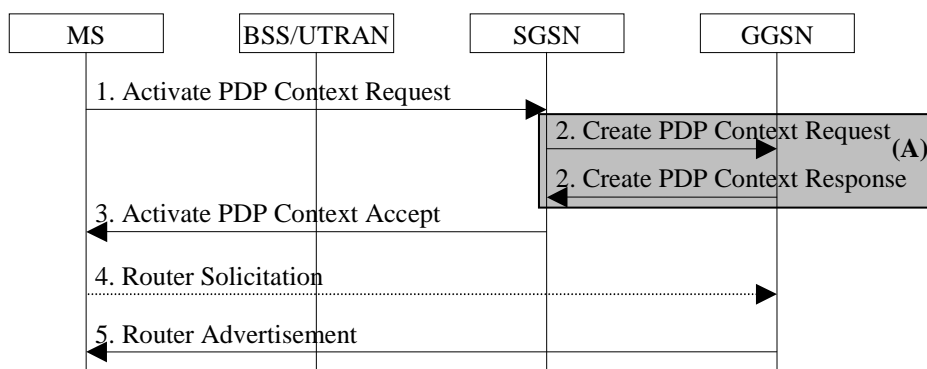 MS
BSS/UTRAN
SGSN
GGSN
1. Activate PDP Context Request
2. Create PDP Context Request
(A)
2. Create PDP Context Response
3. Activate PDP Context Accept
4. Router Solicitation
5. Router Advertisement